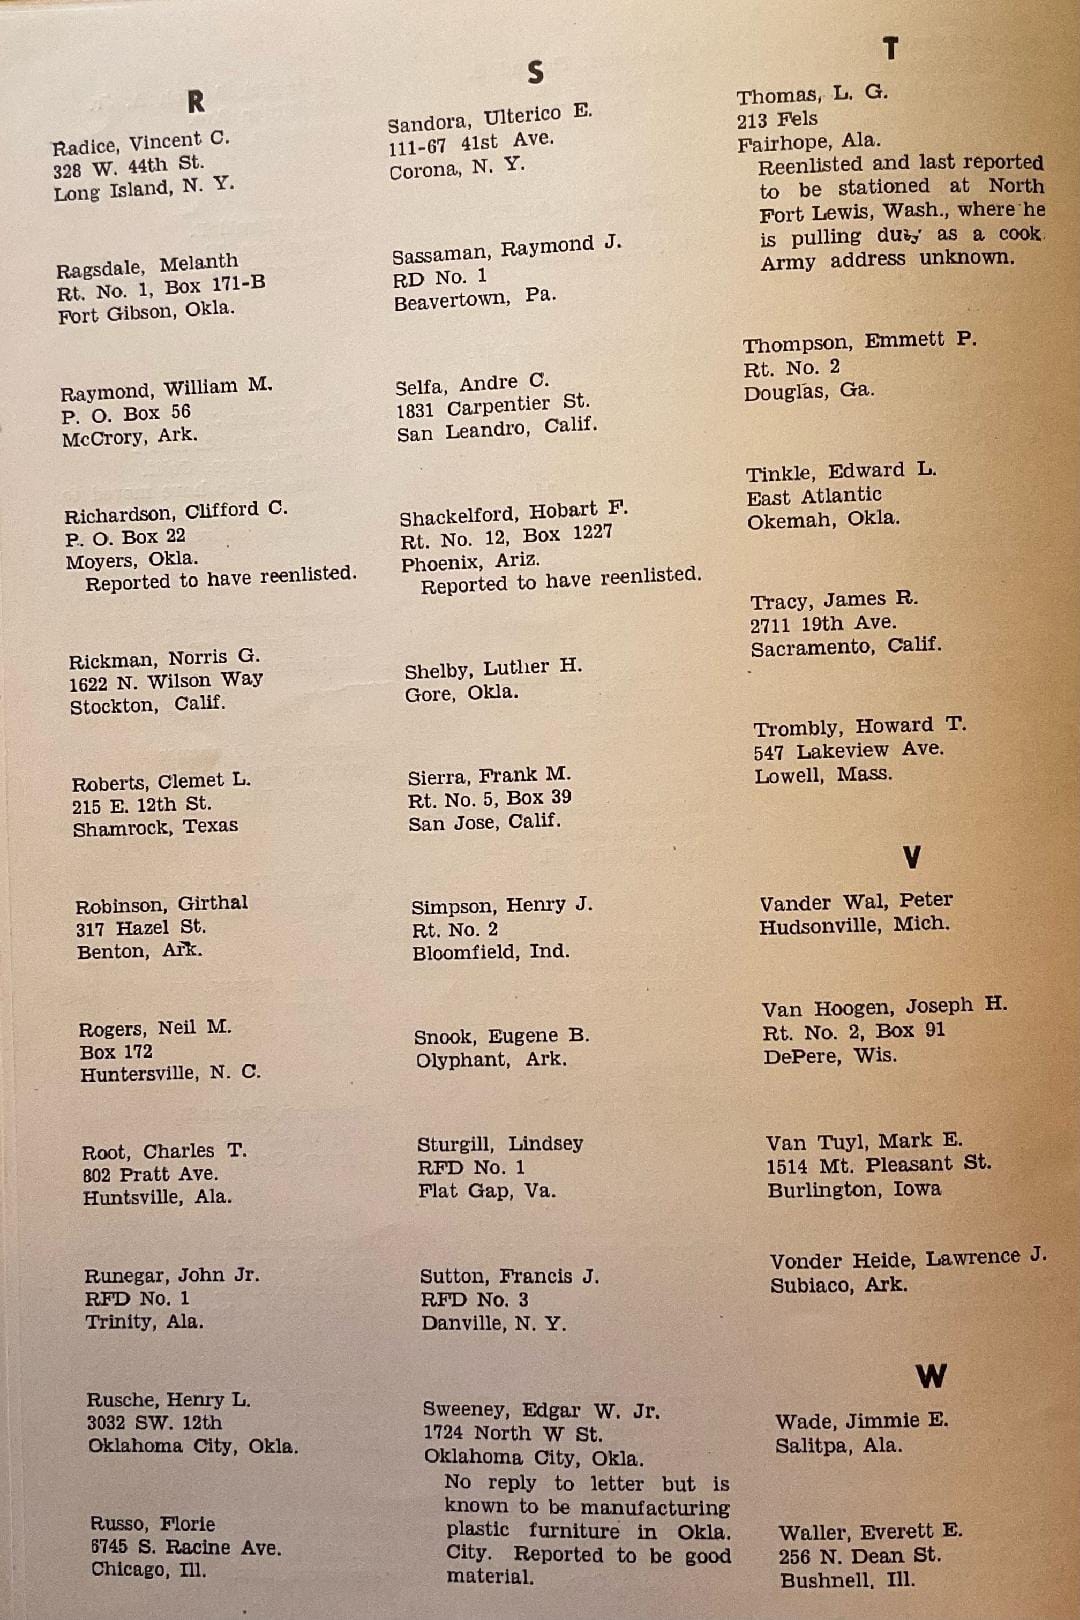 R
Radice, Vincent C.
328 W. 44th St.
Long Island, N. Y.
Ragsdale, Melanth
Rt. No. 1, Box 171-B
Fort Gibson, Okla.
Raymond, William M.
P. O. Box 56
McCrory, Ark.
Richardson, Clifford C.
P. O. Box 22
Moyers, Okla.
Reported to have reenlisted.
Rickman, Norris G.
1622 N. Wilson Way
Stockton, Calif.
Roberts, Clemet L.
215 E. 12th St.
Shamrock, Texas
Robinson, Girthal
317 Hazel St.
Benton, Ark.
Rogers, Neil M.
Box 172
Huntersville, N. C.
Root, Charles T.
802 Pratt Ave.
Huntsville, Ala.
Runegar, John Jr.
RFD No. 1
Trinity, Ala.
Rusche, Henry L.
3032 SW. 12th
Oklahoma City, Okla.
Russo, Florie
6745 S. Racine Ave.
Chicago, Ill.
S
Sandora, Ulterico E.
111-67 41st Ave.
Corona, N. Y.
Sassaman, Raymond J.
RD No. 1
Beavertown, Pa.
Selfa, Andre C.
1831 Carpentier St.
San Leandro, Calif.
Shackelford, Hobart F.
Rt. No. 12, Box 1227
Phoenix, Ariz.
Reported to have reenlisted.
Shelby, Luther H.
Gore, Okla.
Sierra, Frank M.
Rt. No. 5, Box 39
San Jose, Calif.
Simpson, Henry J.
Rt. No. 2
Bloomfield, Ind.
Snook, Eugene B.
Olyphant, Ark.
Sturgill, Lindsey
RFD No. 1
Flat Gap, Va.
Sutton, Francis J.
RFD No. 3
Danville, N. Y.
Sweeney, Edgar W. Jr.
1724 North W St.
Oklahoma City, Okla.
No reply to letter but is
known to be manufacturing
plastic furniture in Okla.
City. Reported to be good
material.
T
Thomas, L. G.
213 Fels
Fairhope, Ala.
Reenlisted and last reported
to be stationed at North
Fort Lewis, Wash., where he
is pulling duty as a cook.
Army address unknown.
Thompson, Emmett P.
Rt. No. 2
Douglas, Ga.
Tinkle, Edward L.
East Atlantic
Okemah, Okla.
Tracy, James R.
2711 19th Ave.
Sacramento, Calif.
Trombly, Howard T.
547 Lakeview Ave.
Lowell, Mass.
V
Vander Wal, Peter
Hudsonville, Mich.
Van Hoogen, Joseph H.
Rt. No. 2, Box 91
DePere, Wis.
Van Tuyl, Mark E.
1514 Mt. Pleasant St.
Burlington, Iowa
Vonder Heide, Lawrence J.
Subiaco, Ark.
W
Wade, Jimmie E.
Salitpa, Ala.
Waller, Everett E.
256 N. Dean St.
Bushnell, Ill.